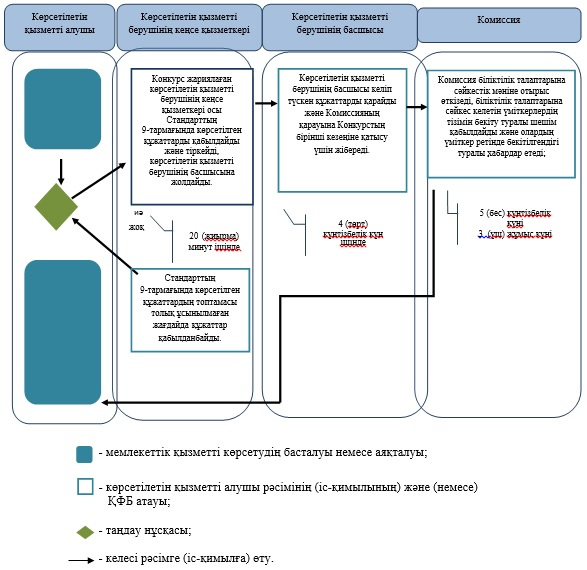 Көрсетілетін
қызметті алушы
Көрсетілетін қызметті
берушінің кеңсе қызметкері
Көрсетілетін қызметті
берушінің басшысы
Комиссия
Конкурс жариялаған
көрсетілетін қызметті
берушінің кеңсе
қызметкері осы
Стандарттың
9-тармағында көрсетілген
құжаттарды қабылдайды
және тіркейді,
көрсетілетін қызметті
берушінің басшысына
жолдайды.
Көрсетілетін қызметті
берушінің басшысы келіп
түскен құжаттарды қарайды
және Комиссияның
қарауына Конкурстың
бірінші кезеңіне қатысу
үшін жібереді.
Комиссия біліктілік талаптарына
сәйкестік мәніне отырыс
өткізеді, біліктілік талаптарына
сәйкес келетін үміткерлердің
тізімін бекіту туралы шешім
қабылдайды және олардың
үміткер ретінде бекітілгендігі
туралы хабардар етеді;
иә
жоқ
20 (жиырма)
минут ішінде
4 (төрт)
күнтізбелік күн
ішінде
5 (бес) күнтізбелік
күні
3 (үш) жұмыс күні
Стандарттың
9-тармағында көрсетілген
құжаттардың топтамасы
толық ұсынылмаған
жағдайда құжаттар
қабылданбайды.
- мемлекеттік қызметті көрсетудің басталуы немесе аяқталуы;
- көрсетілетін қызметті алушы рәсімінің (іс-қимылының) және (немесе)
ҚФБ атауы;
- таңдау нұсқасы;
- келесі рәсімге (іс-қимылға) өту.